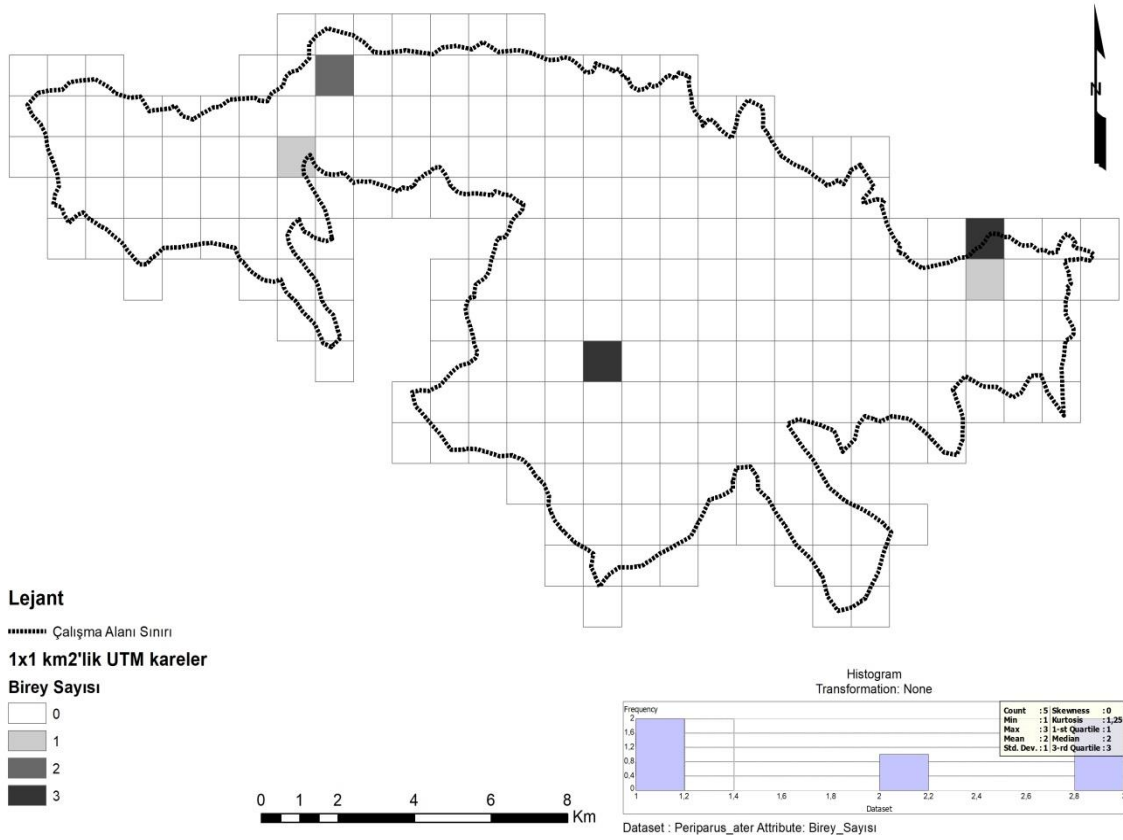 N
Lejant
Çalışma Alanı Sınırı
1x1 km2'lik UTM kareler
Birey Sayısı
0
1
2
3
0 1 2 4 6 8
Km
Histogram
Transformation: None
Frequency
Count : 5 Skewness : 0
Min : 1 Kurtosis : 1,25
Max : 3 1-st Quartile : 1
Mean : 2 Median : 2
Std. Dev. : 1 3-rd Quartile : 3
2
1,6
1,2
0,8
0,4
0
1 1,2 1,4 1,6 1,8 2 2,2 2,4 2,6 2,8
Dataset
Dataset : Periparus_ater Attribute: Birey_Sayısı